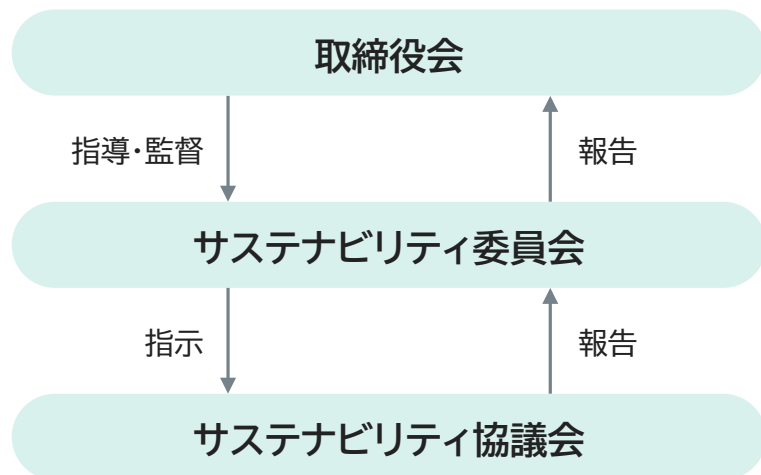 取締役会
指導・監督
報告
サステナビリティ委員会
指示
報告
サステナビリティ協議会